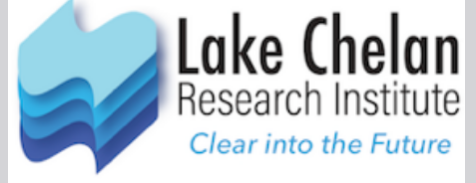 Lake Chelan
Research Institute
Clear into the Future